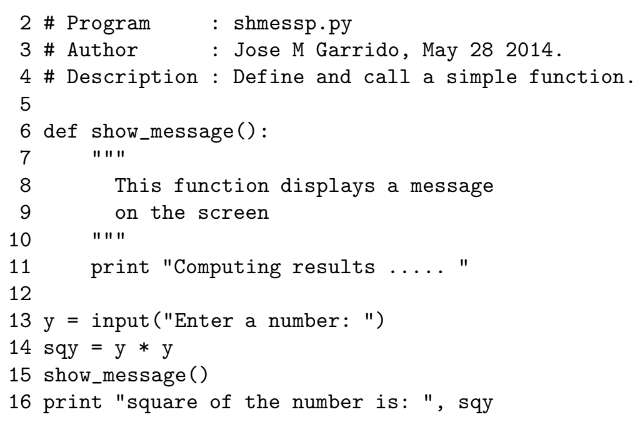 2 # Program     : shmessp.py
3 # Author      : Jose M Garrido, May 28 2014.
4 # Description : Define and call a simple function.
5
6 def show_message():
7     """
8       This function displays a message
9       on the screen
10     """
11     print "Computing results ..... "
12
13 y = input("Enter a number: ")
14 sqy = y * y
15 show_message()
16 print "square of the number is: ", sqy